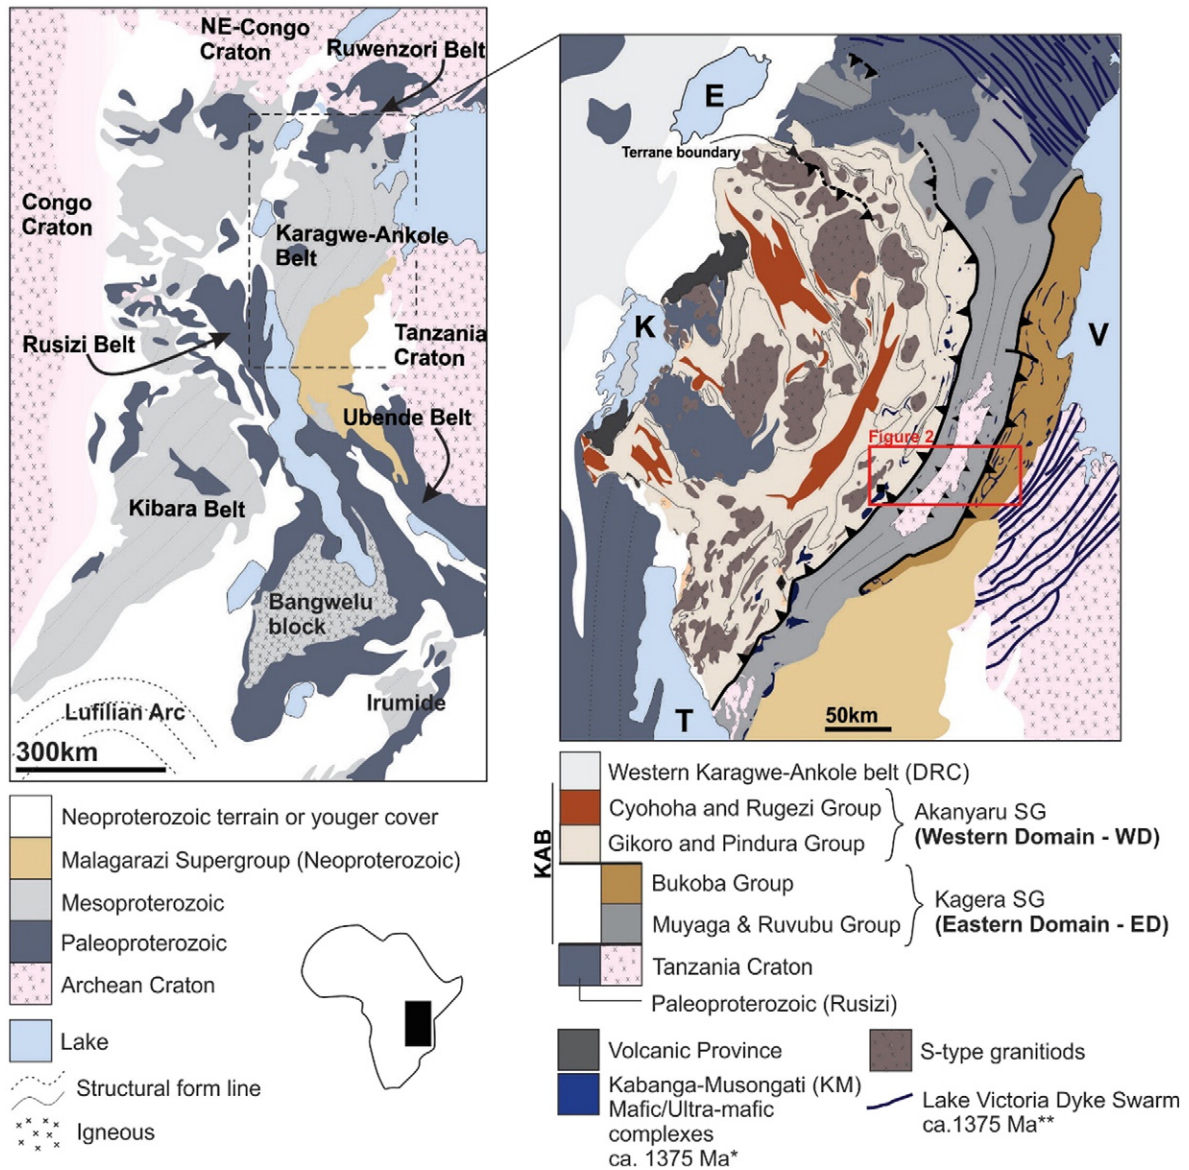 NE-Congo
Craton
Ruwenzori Belt
Congo
Craton
Karagwe-Ankole
Belt
Rusizi Belt
Tanzania
Craton
Ubende Belt
Kibara Belt
Bangwelu
block
Irumide
Lufilian Arc
300km
E
Terrane boundary
K
V
Figure 2
T
50km
Neoproterozoic terrain or youger cover
Malagarazi Supergroup (Neoproterozoic)
Mesoproterozoic
Paleoproterozoic
Archean Craton
Lake
Structural form line
Igneous
KAB
Western Karagwe-Ankole belt (DRC)
Cyohoha and Rugezi Group
Gikoro and Pindura Group
Akanyaru SG
(Western Domain - WD)
Bukoba Group
Muyaga & Ruvubu Group
Kagera SG
(Eastern Domain - ED)
Tanzania Craton
Paleoproterozoic (Rusizi)
Volcanic Province
S-type granitiods
Kabanga-Musongati (KM)
Mafic/Ultra-mafic
complexes
ca. 1375 Ma*
Lake Victoria Dyke Swarm
ca.1375 Ma**